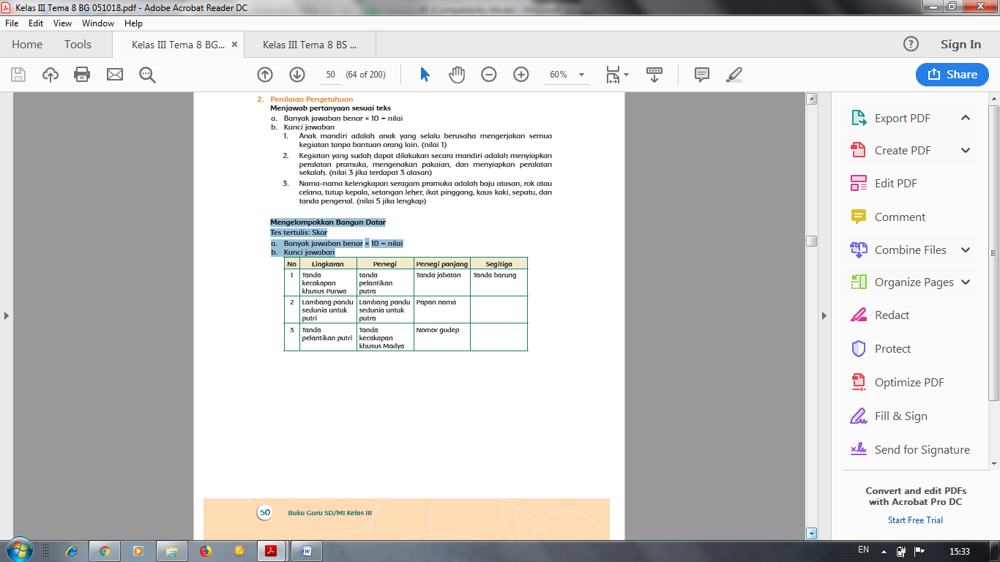 Kelas III Tema 8 BG 051018.pdf - Adobe Acrobat Reader DC
File Edit View Window Help
Home Tools Kelas III Tema 8 BG... × Kelas III Tema 8 BS ... Sign In
50 (64 of 200) 60% Share
2. Penilaian Pengetahuan
Menjawab pertanyaan sesuai teks
a. Banyak jawaban benar × 10 = nilai
b. Kunci jawaban
1. Anak mandiri adalah anak yang selalu berusaha mengerjakan semua
kegiatan tanpa bantuan orang lain. (nilai 1)
2. Kegiatan yang sudah dapat dilakukan secara mandiri adalah menyiapkan
peralatan pramuka, mengenakan pakaian, dan menyiapkan peralatan
sekolah. (nilai 3 jika terdapat 3 alasan)
3. Nama-nama kelengkapan seragam pramuka adalah baju atasan, rok atau
celana, tutup kepala, setangan leher, ikat pinggang, kaus kaki, sepatu, dan
tanda pengenal. (nilai 5 jika lengkap)
Mengelompokkan Bangun Datar
Tes tertulis: Skor
a. Banyak jawaban benar × 10 = nilai
b. Kunci jawaban
No Lingkaran Persegi Persegi panjang Segitiga
1 Tanda kecakapan khusus Purwa tanda pelantikan putra Tanda jabatan Tanda barung
2 Lambang pandu sedunia untuk putri Lambang pandu sedunia untuk putra Papan nama
3 Tanda pelantikan putri Tanda kecakapan khusus Madya Nomor gudep
50 Buku Guru SD/MI Kelas III
Export PDF
Create PDF
Edit PDF
Comment
Combine Files
Organize Pages
Redact
Protect
Optimize PDF
Fill & Sign
Send for Signature
Convert and edit PDFs
with Acrobat Pro DC
Start Free Trial
EN 15:33